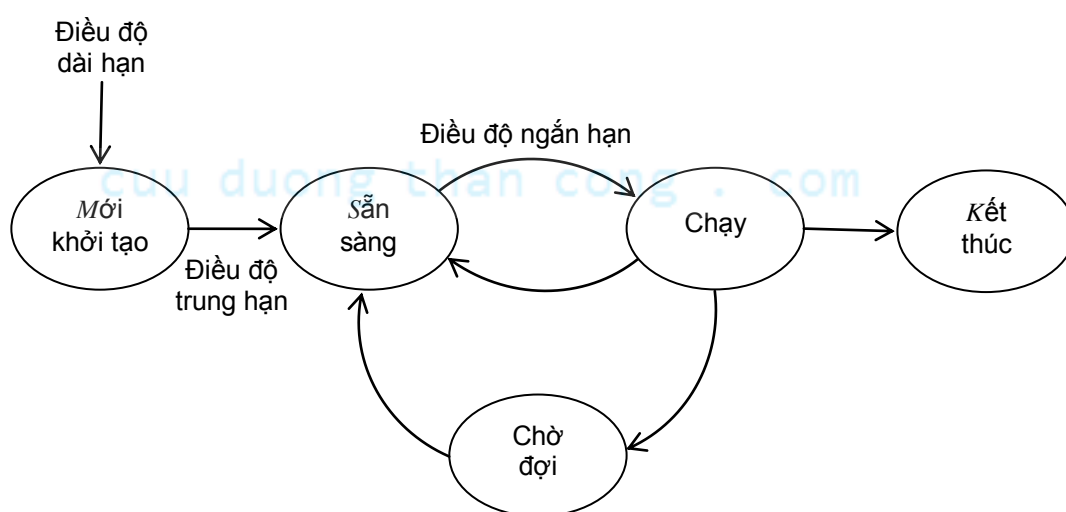 Điều độ
dài hạn
Điều độ ngắn hạn
cuu duong than cong . com
Mới
khởi tạo
Sẵn
sàng
Chạy
Kết
thúc
Điều độ
trung hạn
Chờ
đợi